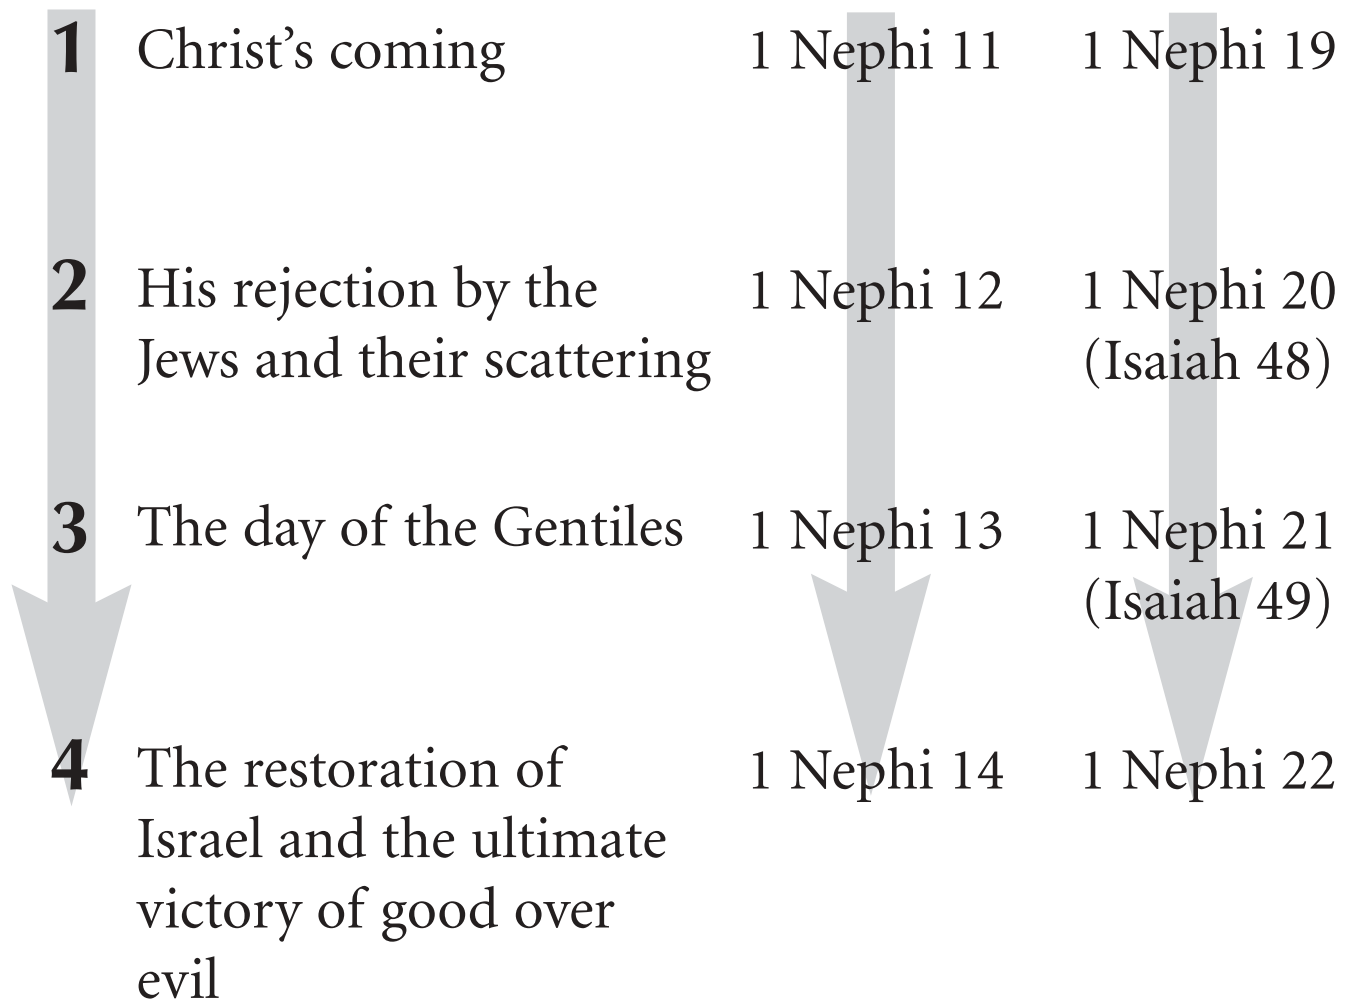 1 Christ’s coming 1 Nephi 11 1 Nephi 19
2 His rejection by the 1 Nephi 12 1 Nephi 20
Jews and their scattering (Isaiah 48)
3 The day of the Gentiles 1 Nephi 13 1 Nephi 21
(Isaiah 49)
4 The restoration of 1 Nephi 14 1 Nephi 22
Israel and the ultimate
victory of good over
evil